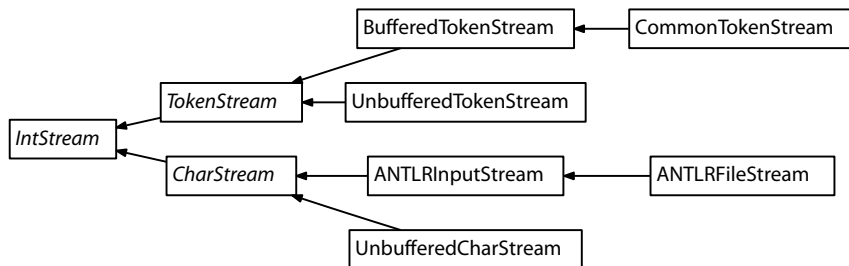 BufferedTokenStream
CommonTokenStream
TokenStream
UnbufferedTokenStream
IntStream
CharStream
ANTLRInputStream
ANTLRFileStream
UnbufferedCharStream